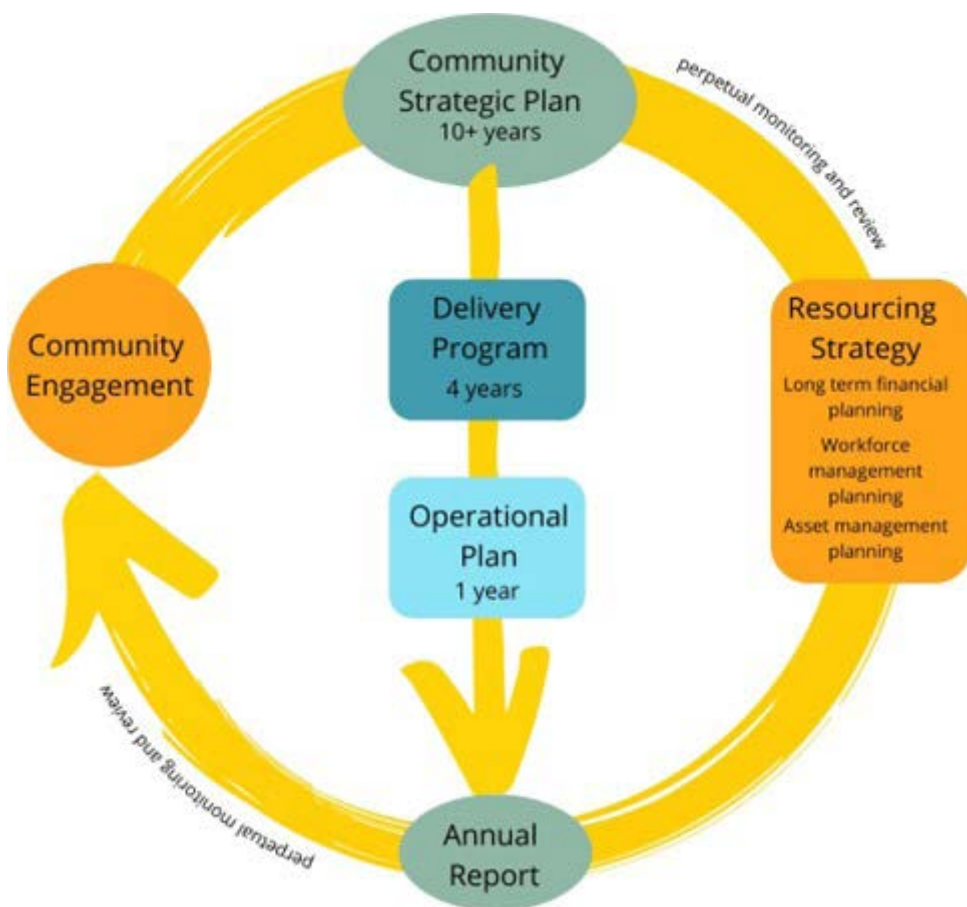 Community
Strategic Plan
10+ years
perpetual monitoring and review
Community
Engagement
Delivery
Program
4 years
Resourcing
Strategy
Long term financial
planning
Workforce
management
planning
Asset management
planning
Operational
Plan
1 year
perpetual monitoring and review
Annual
Report